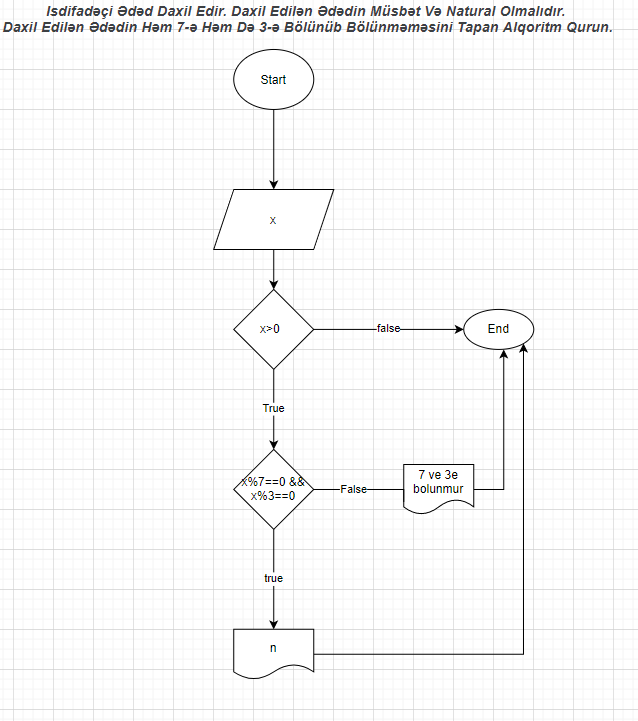 Isdifadəçi Ədəd Daxil Edir. Daxil Edilən Ədədin Müsbət Və Natural Olmalıdır.
Daxil Edilən Ədədin Həm 7-ə Həm Də 3-ə Bölünüb Bölünməməsini Tapan Alqoritm Qurun.
Start
x
x>0
false
End
True
x%7==0 &&
x%3==0
False
7 ve 3e
bolunmur
true
n